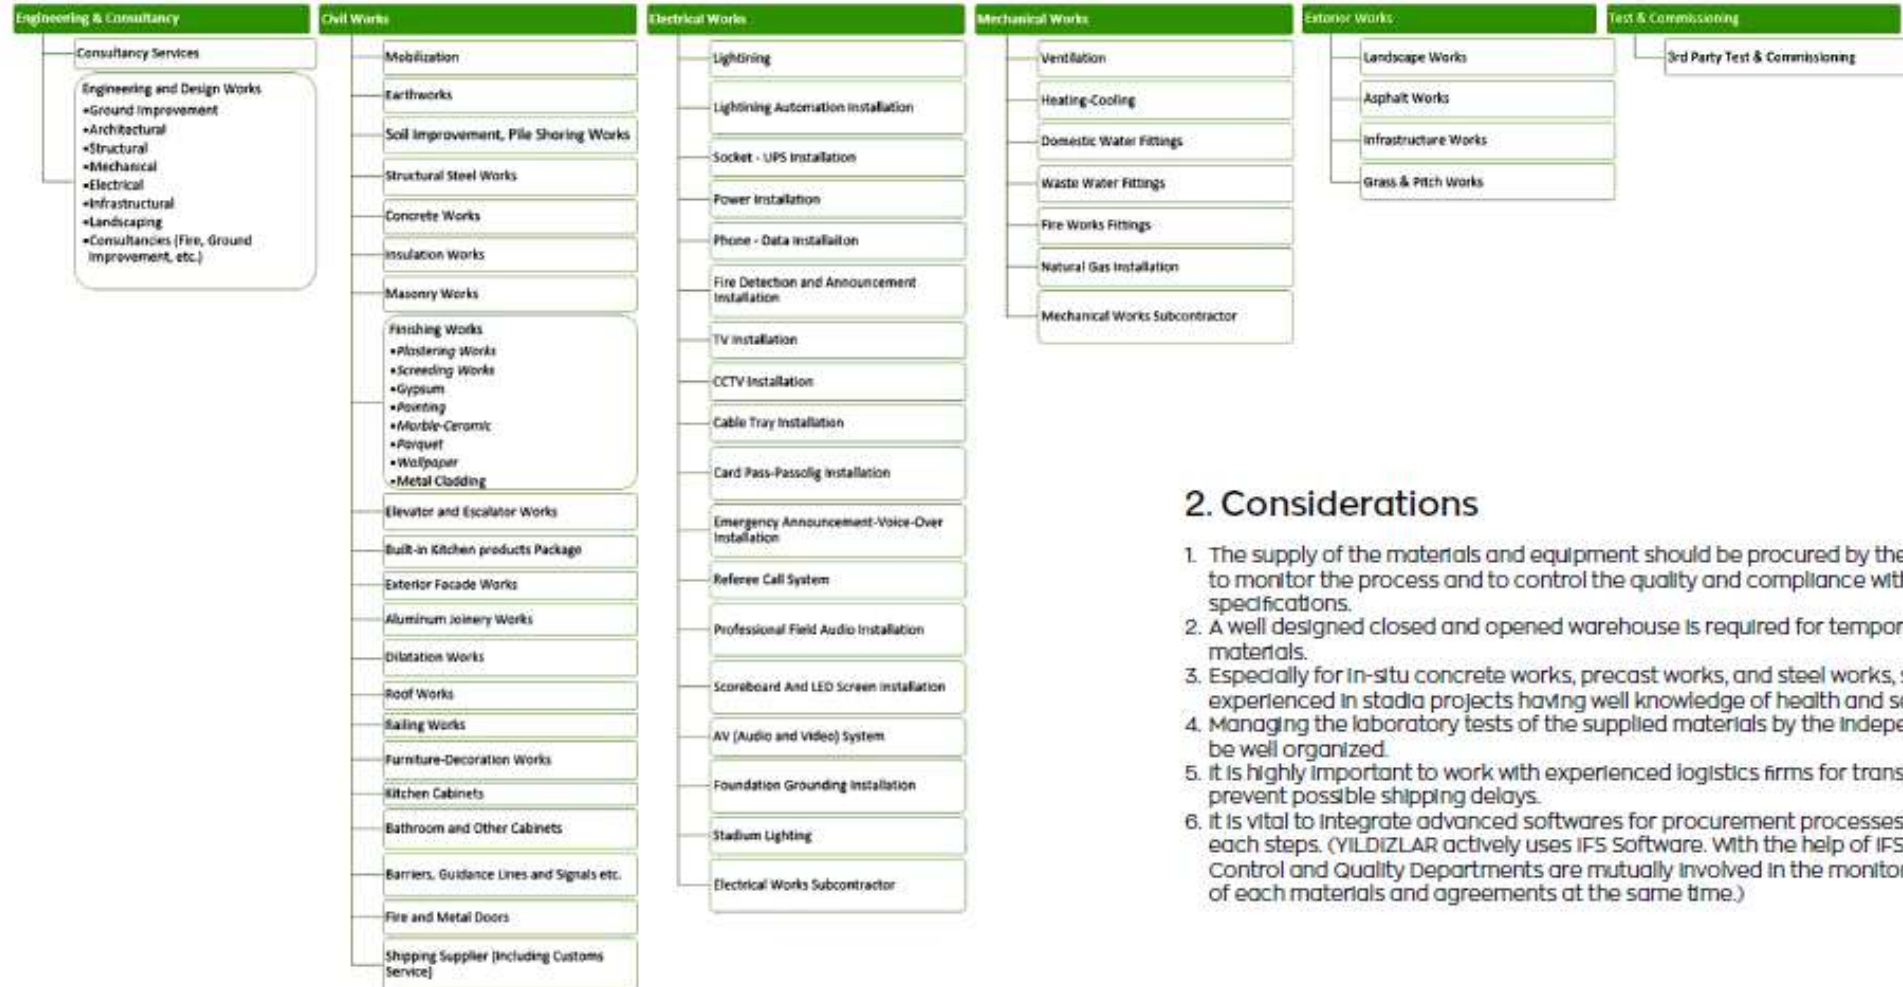 Engineering & Consultancy
Consultancy Services
Engineering and Design Works
•Ground Improvement
•Architectural
•Structural
•Mechanical
•Electrical
•Infrastructural
•Landscaping
•Consultancies (Fire, Ground
Improvement, etc.)
Civil Works
Mobilization
Earthworks
Soil Improvement, Pile Shoring Works
Structural Steel Works
Concrete Works
Insulation Works
Masonry Works
Finishing Works
•Plastering Works
•Screeding Works
•Gypsum
•Painting
•Marble-Ceramic
•Parquet
•Wallpaper
•Metal Cladding
Elevator and Escalator Works
Built-in Kitchen products Package
Exterior Facade Works
Aluminum Joinery Works
Dilatation Works
Roof Works
Railing Works
Furniture-Decoration Works
Kitchen Cabinets
Bathroom and Other Cabinets
Barriers, Guidance Lines and Signals etc.
Fire and Metal Doors
Shipping Supplier (Including Customs
Service)
Electrical Works
Lightining
Lightining Automation Installation
Socket - UPS Installation
Power Installation
Phone - Data Installaiton
Fire Detection and Announcement
Installation
TV Installation
CCTV Installation
Cable Tray Installation
Card Pass-Passolig Installation
Emergency Announcement-Voice-Over
Installation
Referee Call System
Professional Field Audio Installation
Scoreboard And LED Screen Installation
AV (Audio and Video) System
Foundation Grounding Installation
Stadium Lighting
Electrical Works Subcontractor
Mechanical Works
Ventilation
Heating-Cooling
Domestic Water Fittings
Waste Water Fittings
Fire Works Fittings
Natural Gas Installation
Mechanical Works Subcontractor
Exterior Works
Landscape Works
Asphalt Works
Infrastructure Works
Grass & Pitch Works
Test & Commissioning
3rd Party Test & Commissioning
2. Considerations
1. The supply of the materials and equipment should be procured by the
to monitor the process and to control the quality and compliance with
specifications.
2. A well designed closed and opened warehouse is required for tempor
materials.
3. Especially for in-situ concrete works, precast works, and steel works, s
experienced in stadia projects having well knowledge of health and se
4. Managing the laboratory tests of the supplied materials by the indepe
be well organized.
5. It is highly important to work with experienced logistics firms for trans
prevent possible shipping delays.
6. It is vital to integrate advanced softwares for procurement processes
each steps. (YILDIZLAR actively uses IFS Software. With the help of IFS
Control and Quality Departments are mutually involved in the monitor
of each materials and agreements at the same time.)